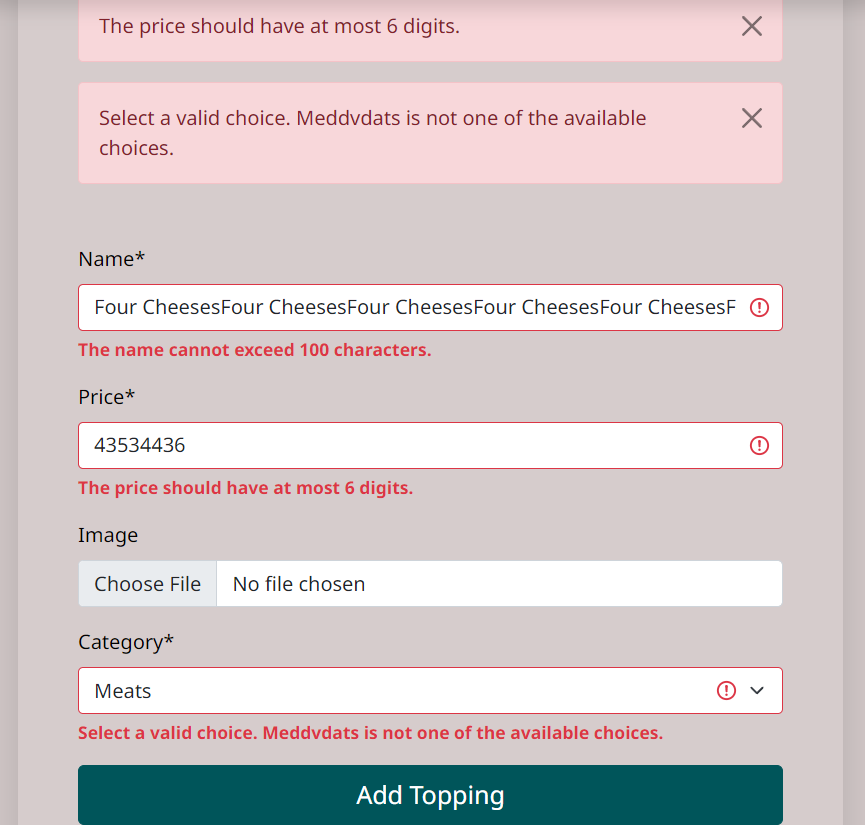 The price should have at most 6 digits.
Select a valid choice. Meddvdats is not one of the available
choices.
Name*
Four CheesesFour CheesesFour CheesesFour CheesesFour CheesesF
The name cannot exceed 100 characters.
Price*
43534436
The price should have at most 6 digits.
Image
Choose File No file chosen
Category*
Meats
Select a valid choice. Meddvdats is not one of the available choices.
Add Topping